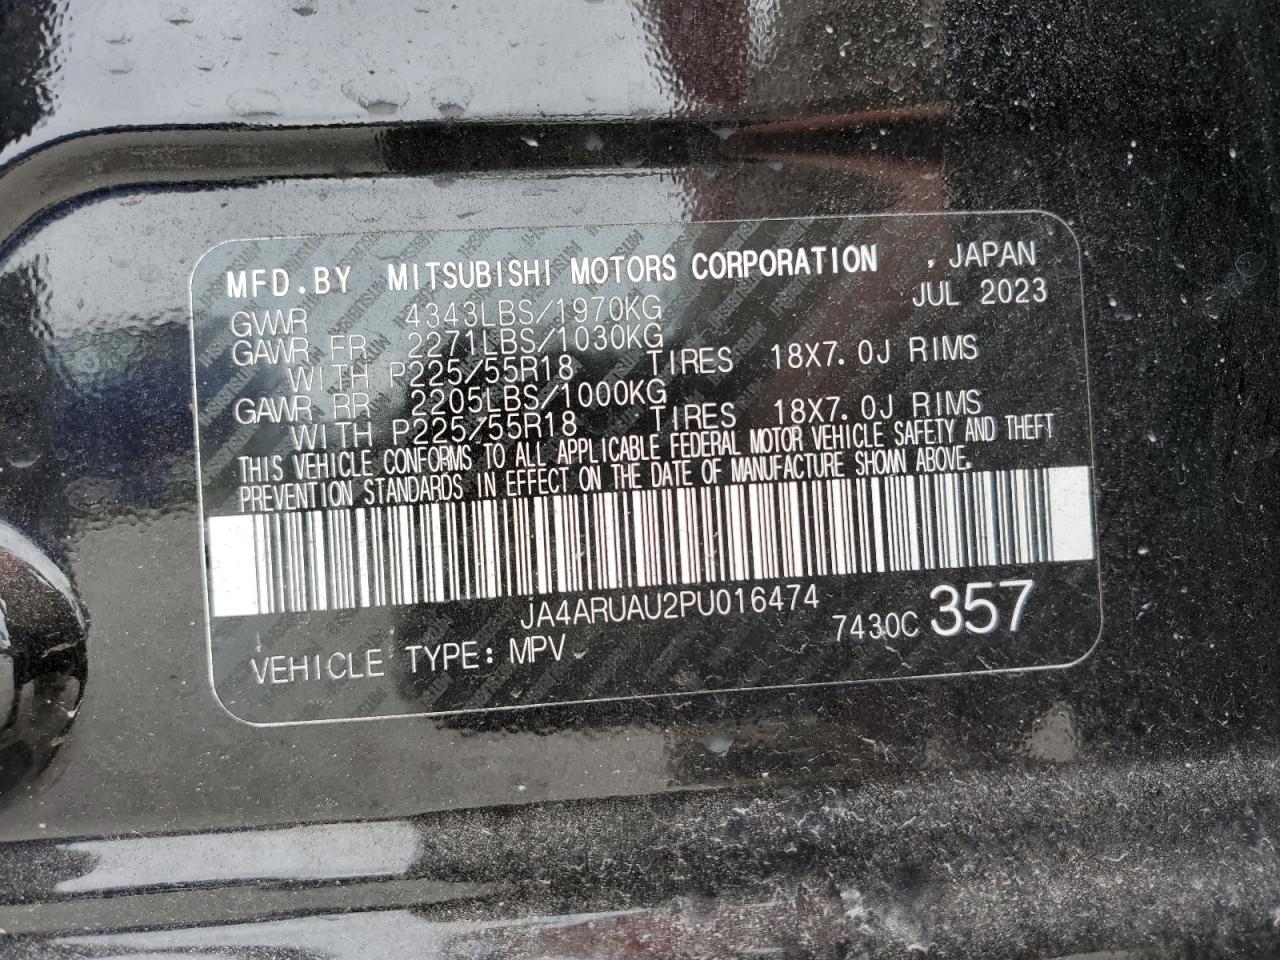 MFD.BY MITSUBISHI MOTORS CORPORATION , JAPAN
JUL 2023
GVWR 4343LBS/1970KG
GAWR FR 2271LBS/1030KG
WITH P225/55R18 TIRES 18X7.0J RIMS
GAWR RR 2205LBS/1000KG
WITH P225/55R18 TIRES 18X7.0J RIMS
THIS VEHICLE CONFORMS TO ALL APPLICABLE FEDERAL MOTOR VEHICLE SAFETY AND THEFT
PREVENTION STANDARDS IN EFFECT ON THE DATE OF MANUFACTURE SHOWN ABOVE.
JA4ARUAU2PU016474
7430C 357
VEHICLE TYPE: MPV